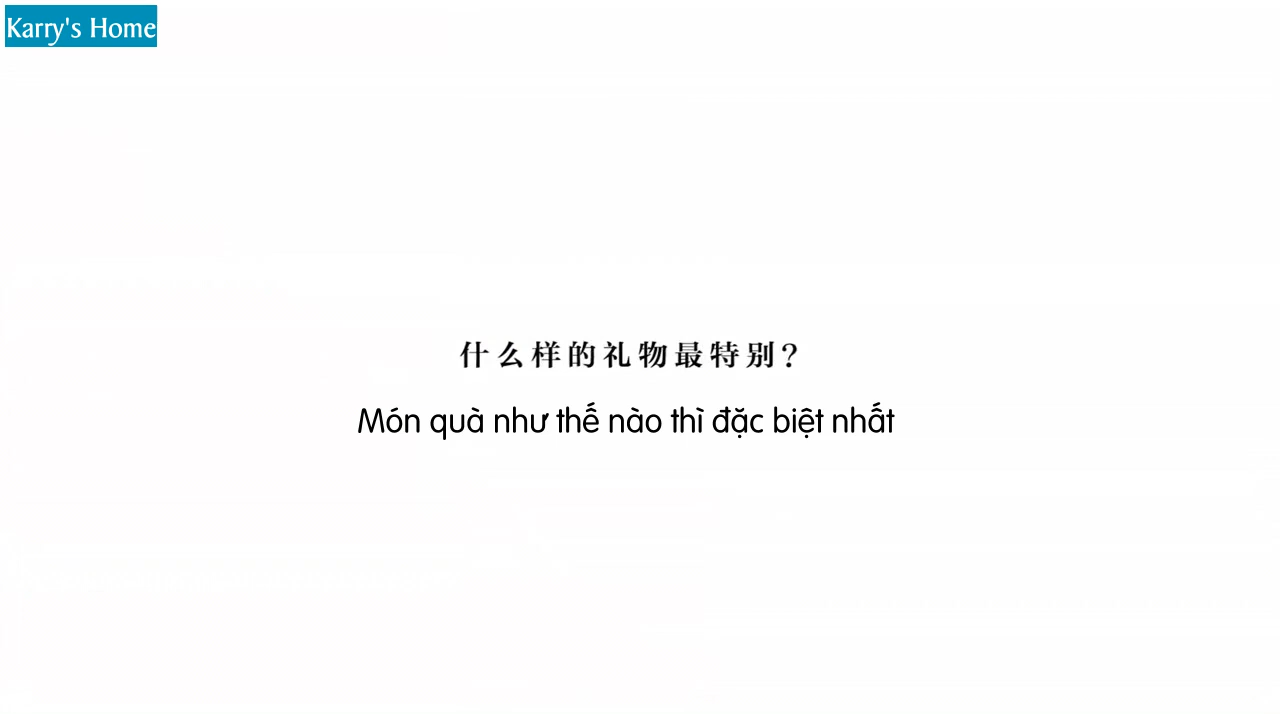 Karry's Home
什么样的礼物最特别？
Món quà như thế nào thì đặc biệt nhất